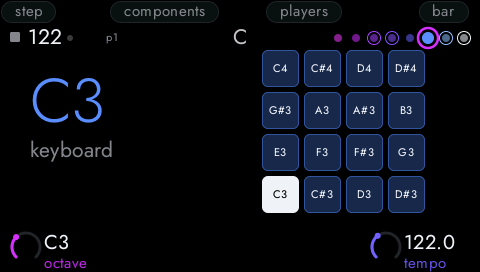 step components players bar
122 p1 C
C4 C#4 D4 D#4
C3
G#3 A3 A#3 B3
keyboard
E3 F3 F#3 G3
C3 C#3 D3 D#3
C3 122.0
octave tempo